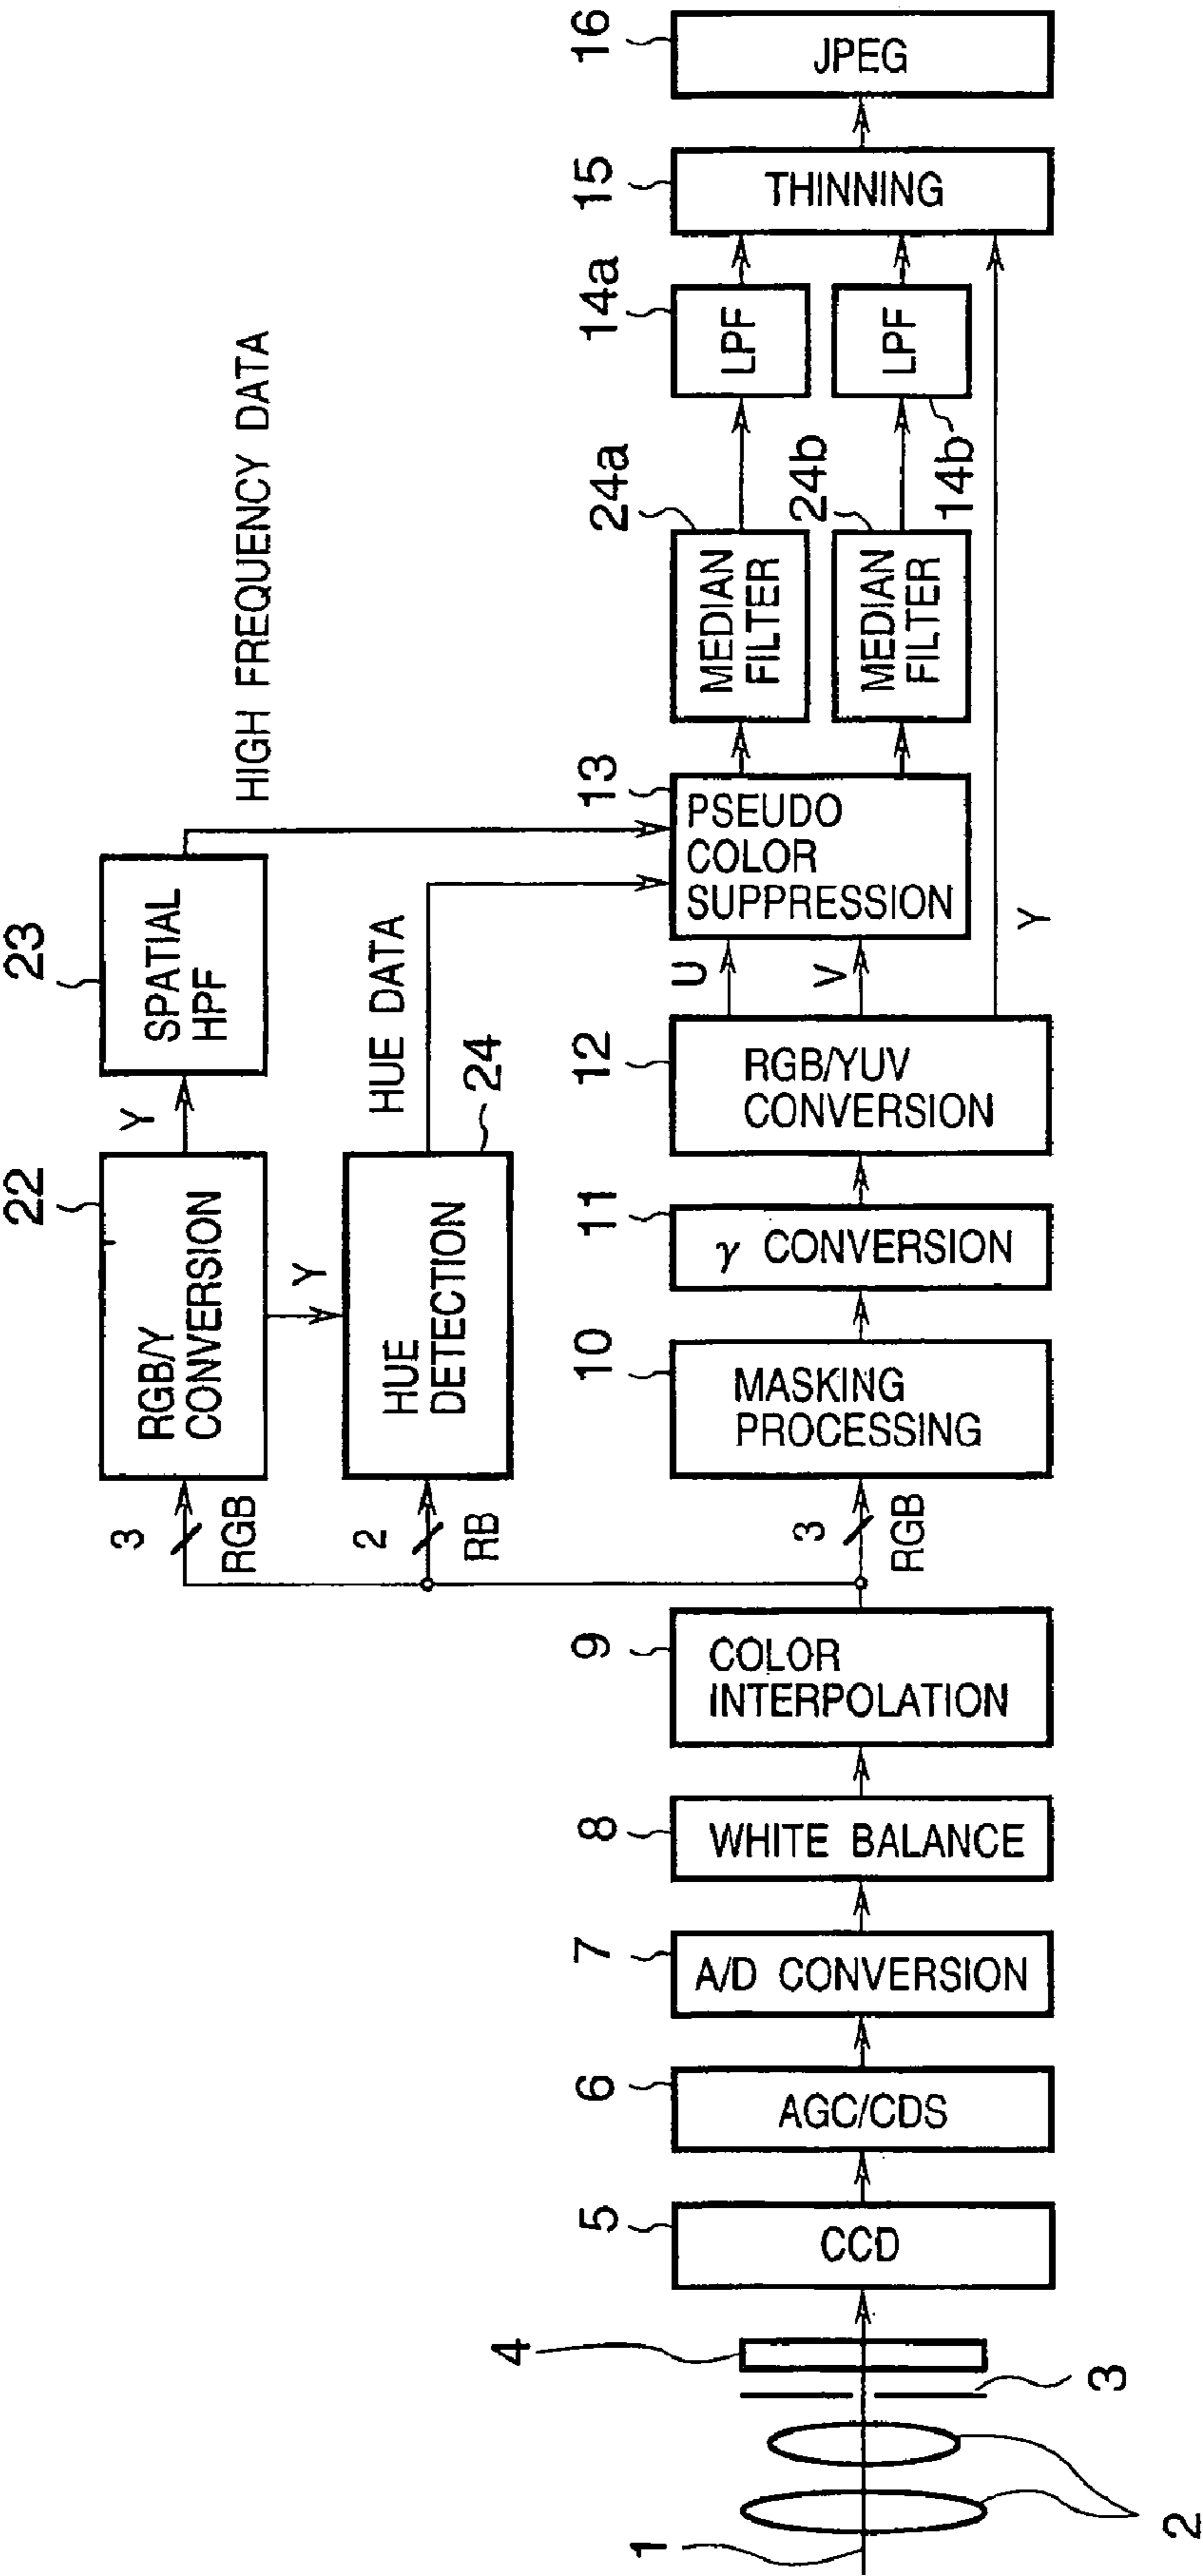 1
2
3
4
5
CCD
6
AGC/CDS
7
A/D CONVERSION
8
WHITE BALANCE
9
COLOR
INTERPOLATION
3
RGB
2
RB
3
RGB
22
RGB/Y
CONVERSION
Y
Y
23
SPATIAL
HPF
HIGH FREQUENCY DATA
24
HUE
DETECTION
HUE DATA
10
MASKING
PROCESSING
11
γ CONVERSION
12
RGB/YUV
CONVERSION
U
V
Y
13
PSEUDO
COLOR
SUPPRESSION
24a
MEDIAN
FILTER
24b
MEDIAN
FILTER
14a
LPF
14b
LPF
15
THINNING
16
JPEG